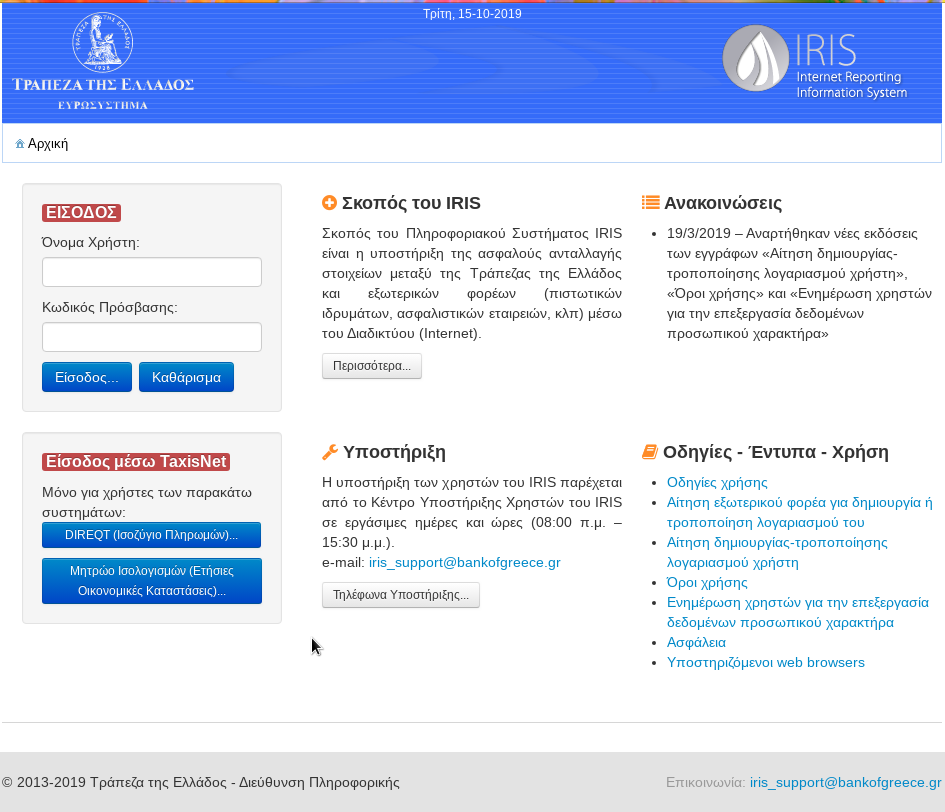 Τρίτη, 15-10-2019
ΤΡΑΠΕΖΑ ΤΗΣ ΕΛΛΑΔΟΣ
ΕΥΡΩΣΥΣΤΗΜΑ
IRIS
Internet Reporting
Information System
Αρχική
ΕΙΣΟΔΟΣ
Όνομα Χρήστη:
Κωδικός Πρόσβασης:
Είσοδος...
Καθάρισμα
Σκοπός του IRIS
Σκοπός του Πληροφοριακού Συστήματος IRIS
είναι η υποστήριξη της ασφαλούς ανταλλαγής
στοιχείων μεταξύ της Τράπεζας της Ελλάδος
και εξωτερικών φορέων (πιστωτικών
ιδρυμάτων, ασφαλιστικών εταιρειών, κλπ) μέσω
του Διαδικτύου (Internet).
Περισσότερα...
Ανακοινώσεις
19/3/2019 – Αναρτήθηκαν νέες εκδόσεις
των εγγράφων «Αίτηση δημιουργίας-
τροποποίησης λογαριασμού χρήστη»,
«Όροι χρήσης» και «Ενημέρωση χρηστών
για την επεξεργασία δεδομένων
προσωπικού χαρακτήρα»
Είσοδος μέσω TaxisNet
Μόνο για χρήστες των παρακάτω
συστημάτων:
DIREQT (Ισοζύγιο Πληρωμών)...
Μητρώο Ισολογισμών (Ετήσιες
Οικονομικές Καταστάσεις)...
Υποστήριξη
Η υποστήριξη των χρηστών του IRIS παρέχεται
από το Κέντρο Υποστήριξης Χρηστών του IRIS
σε εργάσιμες ημέρες και ώρες (08:00 π.μ. –
15:30 μ.μ.).
e-mail: iris_support@bankofgreece.gr
Τηλέφωνα Υποστήριξης...
Οδηγίες - Έντυπα - Χρήση
Οδηγίες χρήσης
Αίτηση εξωτερικού φορέα για δημιουργία ή
τροποποίηση λογαριασμού του
Αίτηση δημιουργίας-τροποποίησης
λογαριασμού χρήστη
Όροι χρήσης
Ενημέρωση χρηστών για την επεξεργασία
δεδομένων προσωπικού χαρακτήρα
Ασφάλεια
Υποστηριζόμενοι web browsers
© 2013-2019 Τράπεζα της Ελλάδος - Διεύθυνση Πληροφορικής
Επικοινωνία: iris_support@bankofgreece.gr